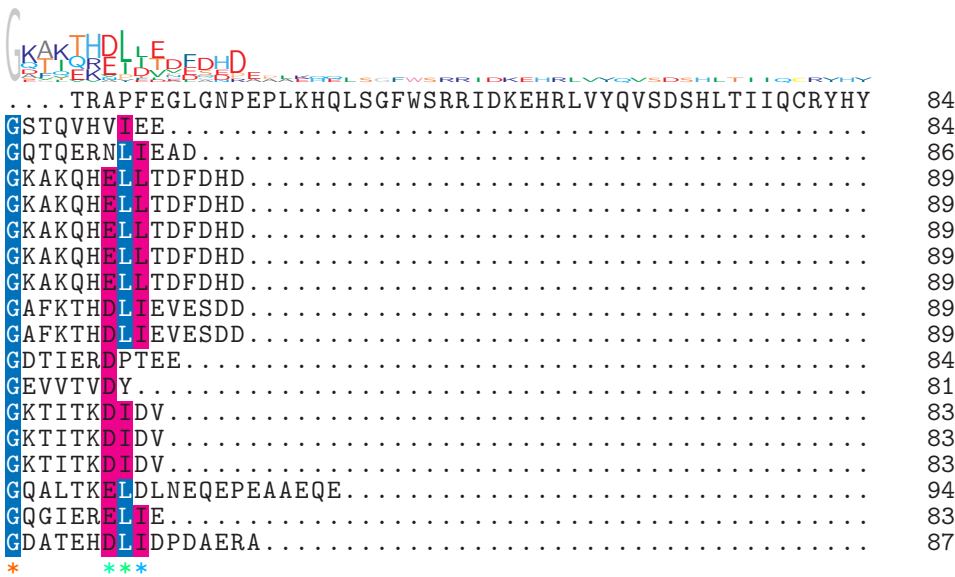 ....TRAPFEGLGNPEPLKHQLSGFWSRRIDKEHRLVYQVSDSHLTIIQCRYHY 84
GSTQVHVIEE............................................ 84
GQTQERNLIEAD.......................................... 86
GKAKQHELLTDFDHD....................................... 89
GKAKQHELLTDFDHD....................................... 89
GKAKQHELLTDFDHD....................................... 89
GKAKQHELLTDFDHD....................................... 89
GKAKQHELLTDFDHD....................................... 89
GAFKTHDLIEVESDD....................................... 89
GAFKTHDLIEVESDD....................................... 89
GDTIERDPTEE........................................... 84
GEVVTVDY.............................................. 81
GKTITKDIDV............................................ 83
GKTITKDIDV............................................ 83
GKTITKDIDV............................................ 83
GQALTKELDLNEQEPEAAEQE................................. 94
GQGIERELIE............................................ 83
GDATEHDLIDPDAERA...................................... 87
* ***